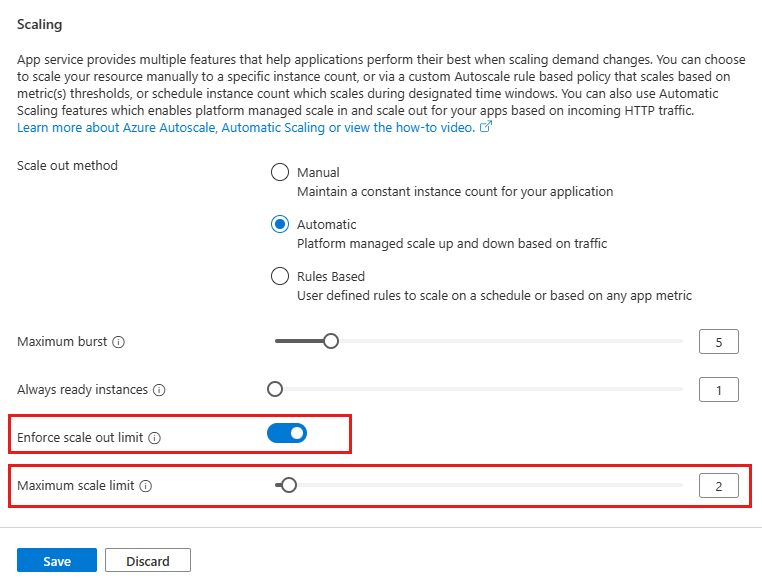 Scaling
App service provides multiple features that help applications perform their best when scaling demand changes. You can choose
to scale your resource manually to a specific instance count, or via a custom Autoscale rule based policy that scales based on
metric(s) thresholds, or schedule instance count which scales during designated time windows. You can also use Automatic
Scaling features which enables platform managed scale in and scale out for your apps based on incoming HTTP traffic.
Learn more about Azure Autoscale, Automatic Scaling or view the how-to video.
Scale out method
Manual
Maintain a constant instance count for your application
Automatic
Platform managed scale up and down based on traffic
Rules Based
User defined rules to scale on a schedule or based on any app metric
Maximum burst 5
Always ready instances 1
Enforce scale out limit
Maximum scale limit 2
Save Discard